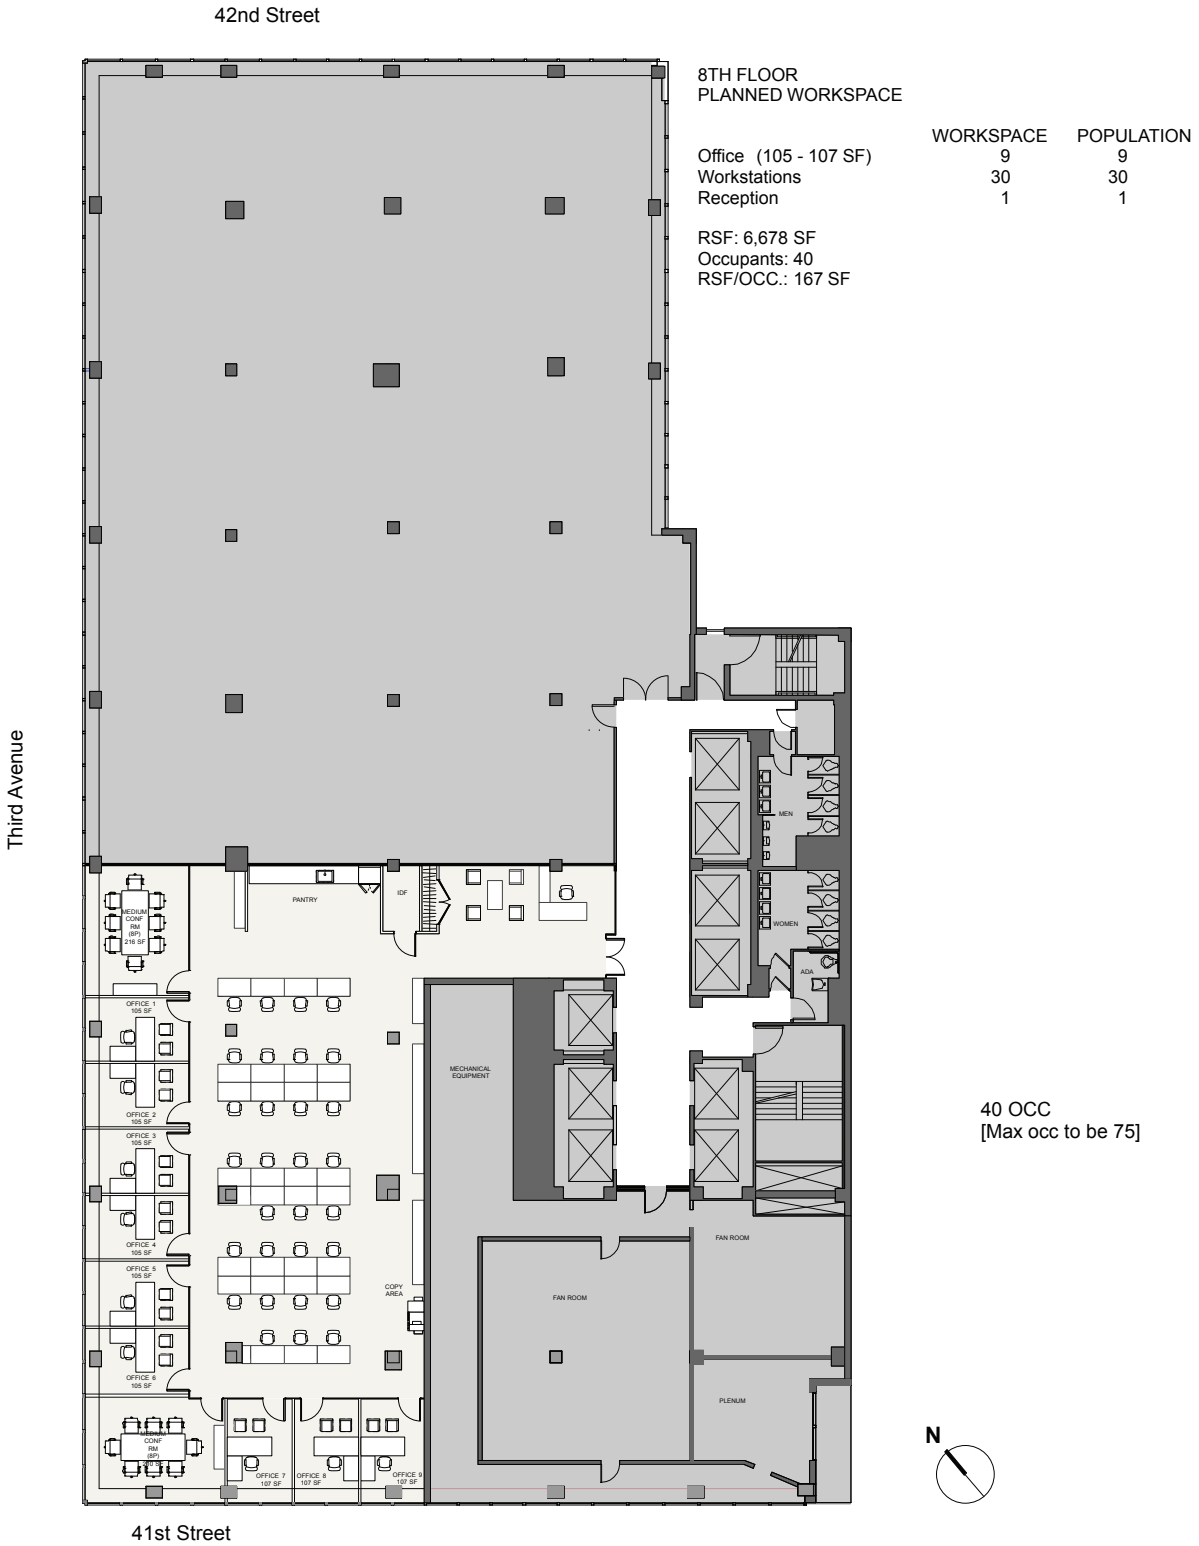 42nd Street
8TH FLOOR
PLANNED WORKSPACE
WORKSPACE POPULATION
Office (105 - 107 SF) 9 9
Workstations 30 30
Reception 1 1
RSF: 6,678 SF
Occupants: 40
RSF/OCC.: 167 SF
Third Avenue
MEN
PANTRY
IDF
MEDIUM
CONF
RM
(8P)
216 SF
WOMEN
ADA
OFFICE 1
105 SF
MECHANICAL
EQUIPMENT
OFFICE 2
105 SF
40 OCC
[Max occ to be 75]
OFFICE 3
105 SF
OFFICE 4
105 SF
FAN ROOM
OFFICE 5
105 SF
COPY
AREA
FAN ROOM
OFFICE 6
105 SF
PLENUM
MEDIUM
CONF
RM
(8P)
210 SF
N
OFFICE 7
107 SF
OFFICE 8
107 SF
OFFICE 9
107 SF
41st Street